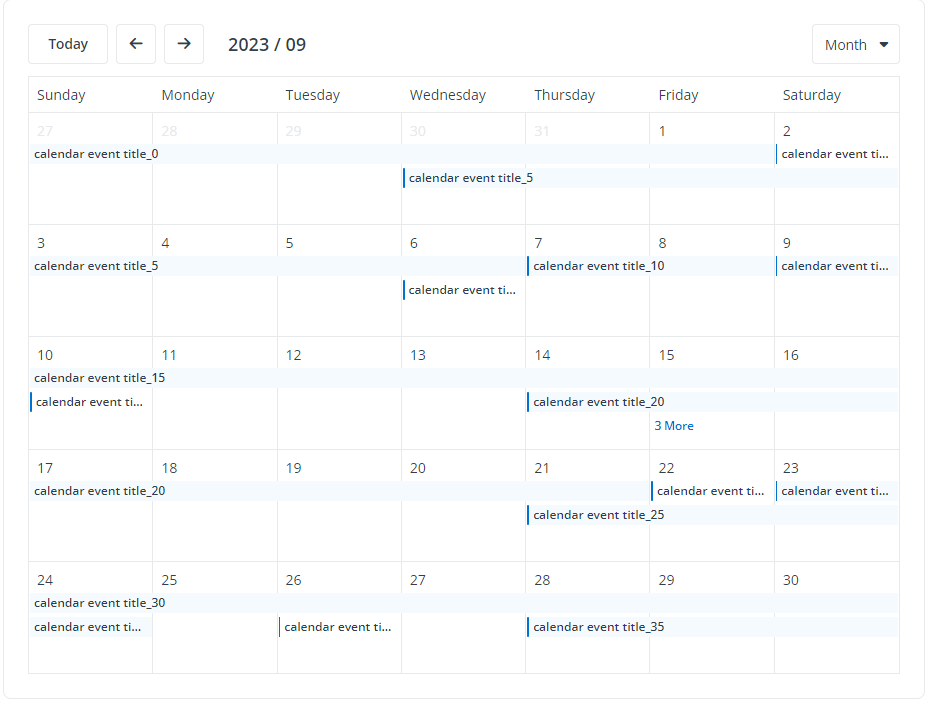 Today 2023 / 09 Month
Sunday Monday Tuesday Wednesday Thursday Friday Saturday
27 28 29 30 31 1 2
calendar event title_0 calendar event ti...
calendar event title_5
3 4 5 6 7 8 9
calendar event title_5 calendar event title_10 calendar event ti...
calendar event ti...
10 11 12 13 14 15 16
calendar event title_15
calendar event ti... calendar event title_20
3 More
17 18 19 20 21 22 23
calendar event title_20 calendar event ti... calendar event ti...
calendar event title_25
24 25 26 27 28 29 30
calendar event title_30
calendar event ti... calendar event ti... calendar event title_35